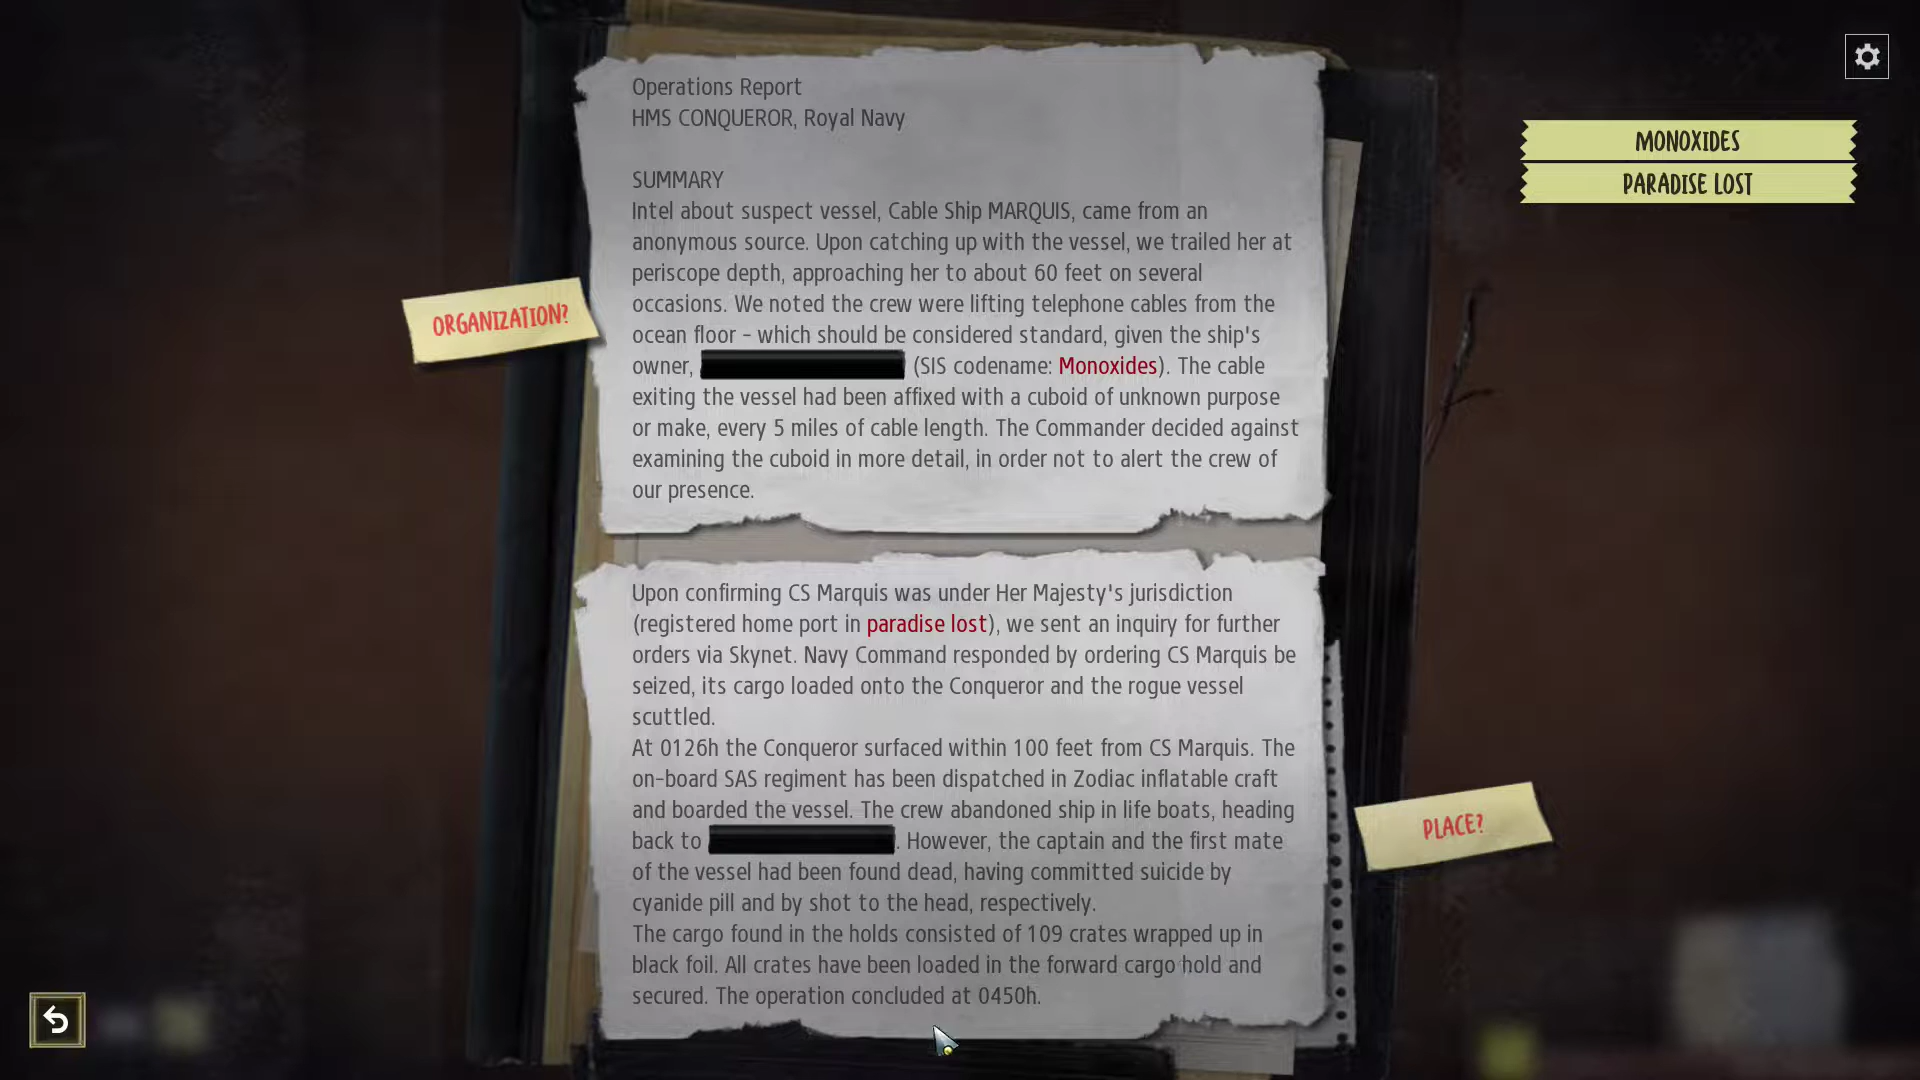 Operations Report
HMS CONQUEROR, Royal Navy
SUMMARY
Intel about suspect vessel, Cable Ship MARQUIS, came from an
anonymous source. Upon catching up with the vessel, we trailed her at
periscope depth, approaching her to about 60 feet on several
occasions. We noted the crew were lifting telephone cables from the
ocean floor - which should be considered standard, given the ship's
owner, (SIS codename: Monoxides). The cable
exiting the vessel had been affixed with a cuboid of unknown purpose
or make, every 5 miles of cable length. The Commander decided against
examining the cuboid in more detail, in order not to alert the crew of
our presence.
ORGANIZATION?
Upon confirming CS Marquis was under Her Majesty's jurisdiction
(registered home port in paradise lost), we sent an inquiry for further
orders via Skynet. Navy Command responded by ordering CS Marquis be
seized, its cargo loaded onto the Conqueror and the rogue vessel
scuttled.
At 0126h the Conqueror surfaced within 100 feet from CS Marquis. The
on-board SAS regiment has been dispatched in Zodiac inflatable craft
and boarded the vessel. The crew abandoned ship in life boats, heading
back to . However, the captain and the first mate
of the vessel had been found dead, having committed suicide by
cyanide pill and by shot to the head, respectively.
The cargo found in the holds consisted of 109 crates wrapped up in
black foil. All crates have been loaded in the forward cargo hold and
secured. The operation concluded at 0450h.
PLACE?
MONOXIDES
PARADISE LOST